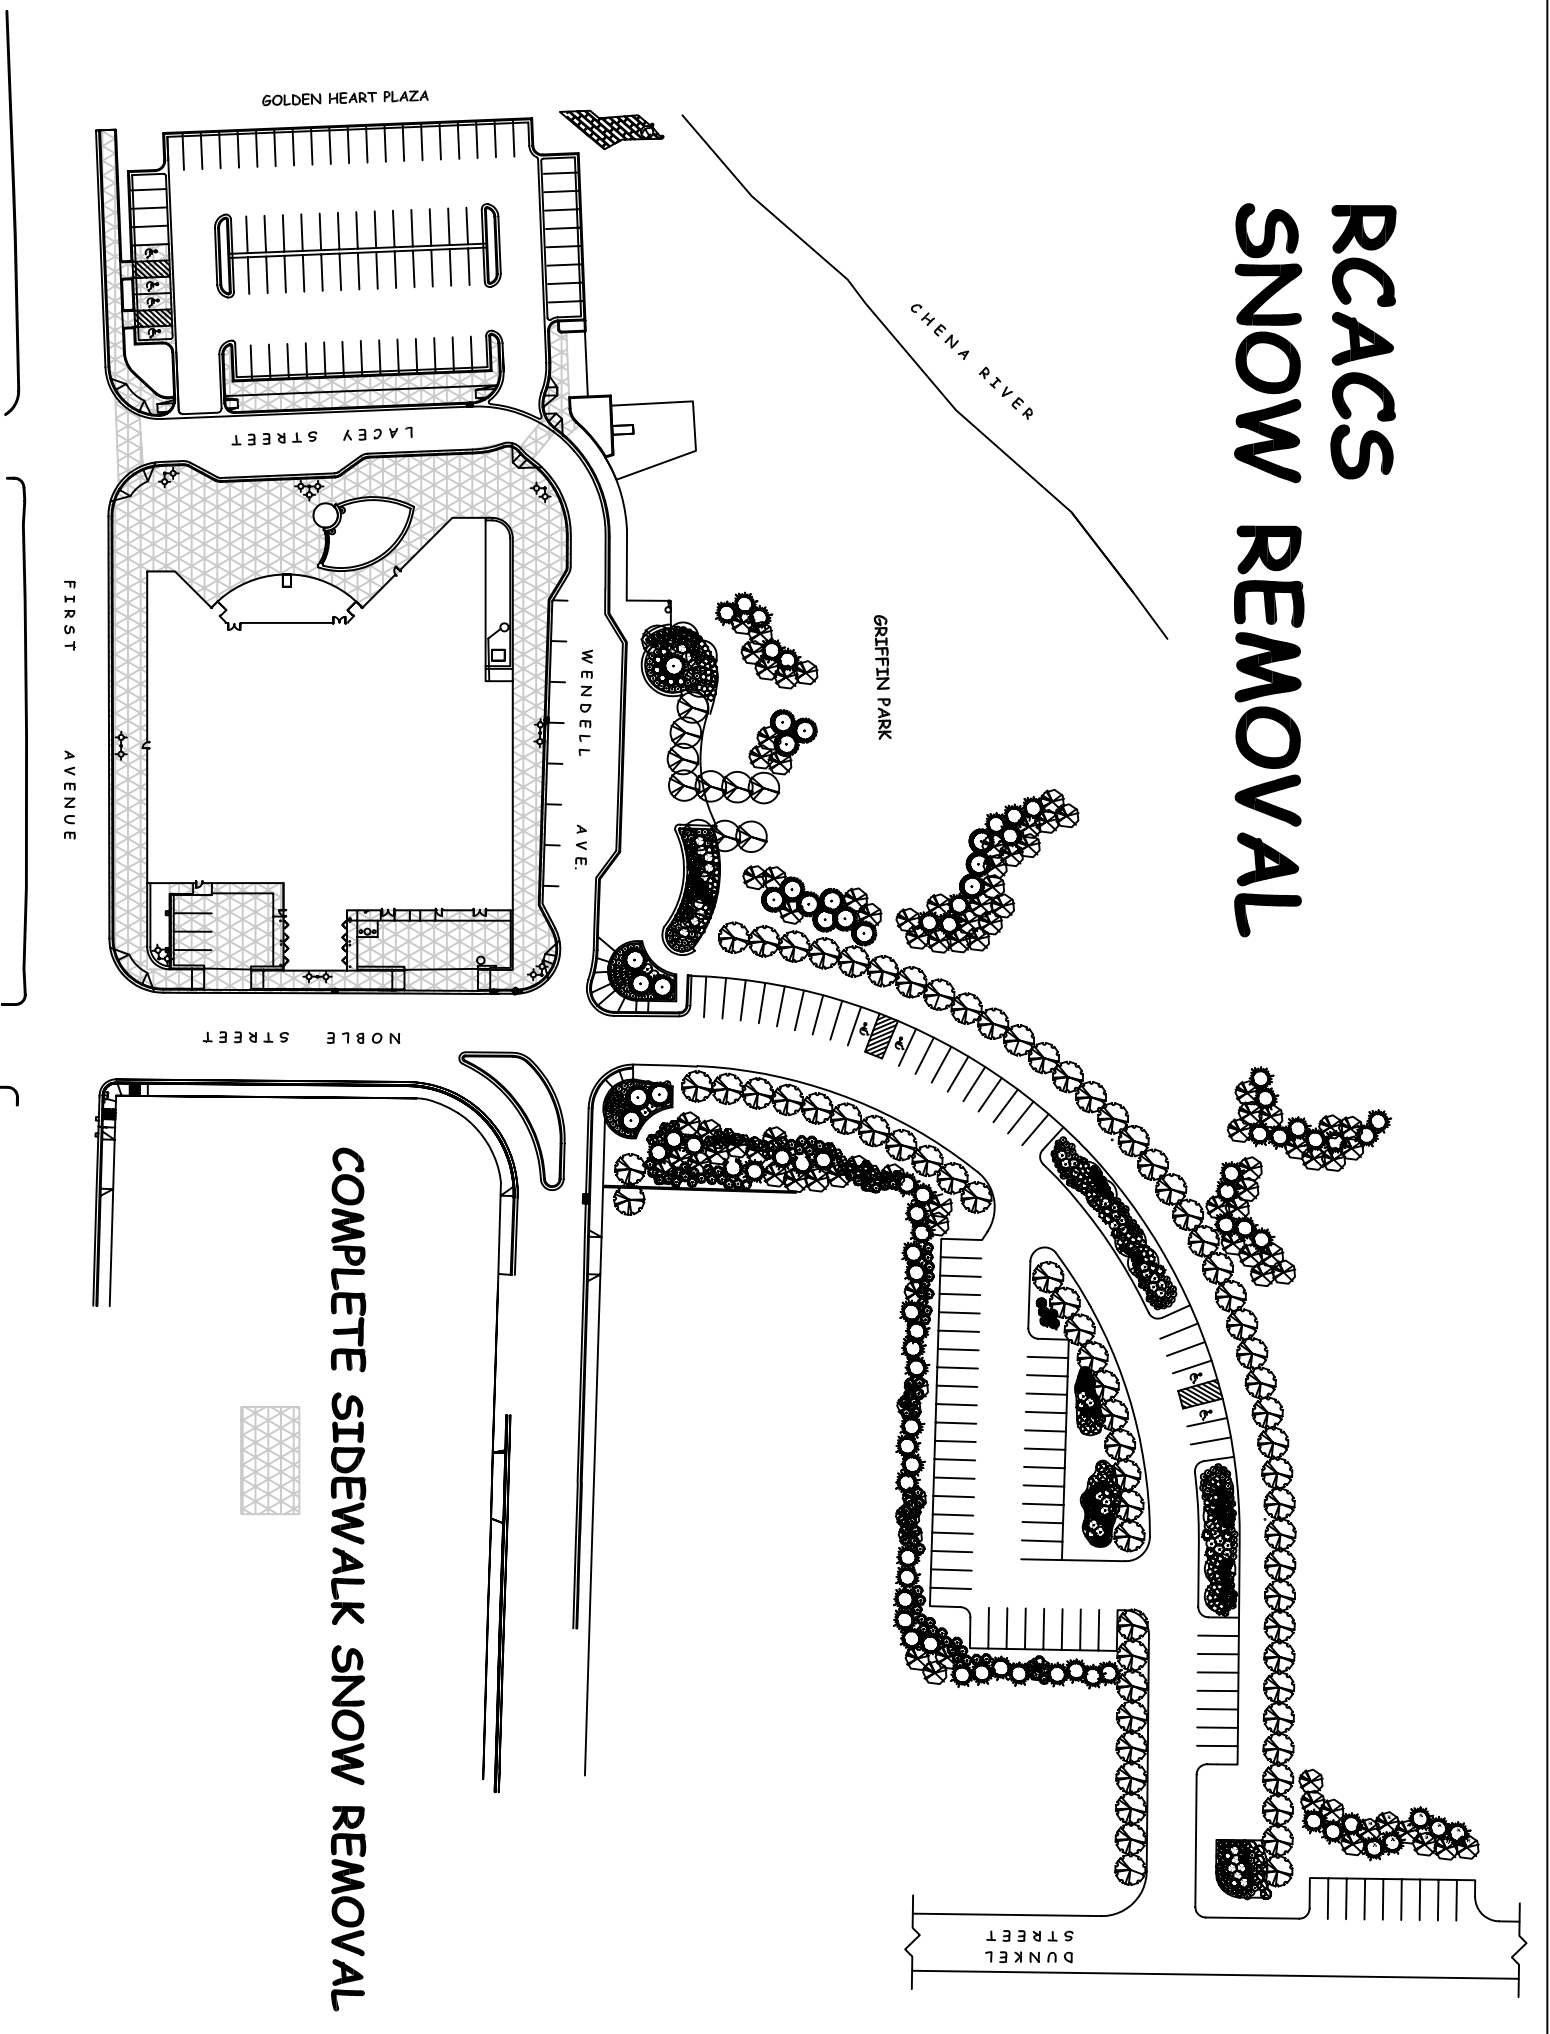 RCACS
SNOW REMOVAL
GOLDEN HEART PLAZA
CHENA RIVER
LACEY STREET
FIRST AVENUE
WENDELL AVE.
GRIFFIN PARK
NOBLE STREET
COMPLETE SIDEWALK SNOW REMOVAL
DUNKEL
STREET